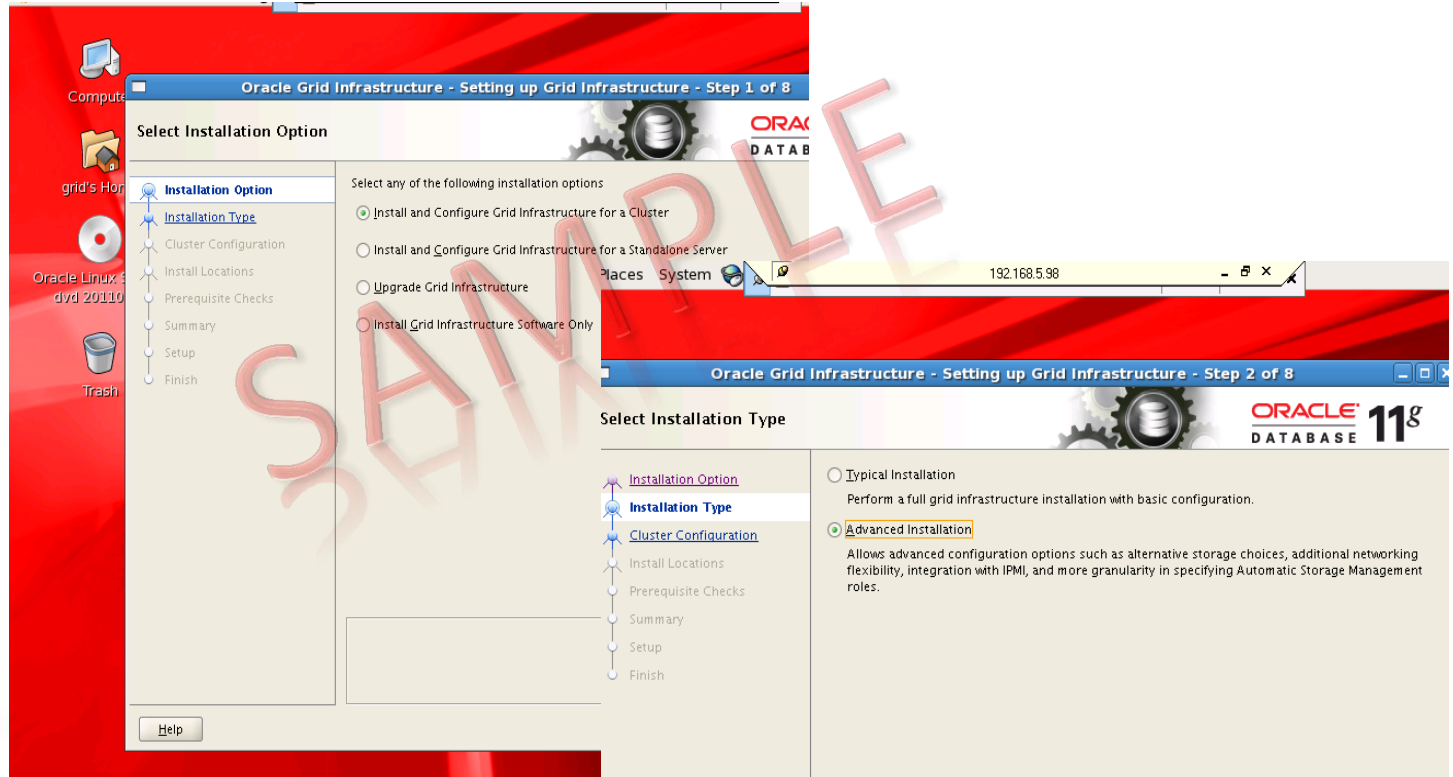 Compute
grid's Hor
Oracle Linux
dvd 20110
Trash
Oracle Grid Infrastructure - Setting up Grid Infrastructure - Step 1 of 8
Select Installation Option
ORA
DATAB
Installation Option
Installation Type
Cluster Configuration
Install Locations
Prerequisite Checks
Summary
Setup
Finish
Select any of the following installation options
Install and Configure Grid Infrastructure for a Cluster
Install and Configure Grid Infrastructure for a Standalone Server
Upgrade Grid Infrastructure
Install Grid Infrastructure Software Only
Help
SAMPLE
Places System
192.168.5.98
Oracle Grid Infrastructure - Setting up Grid Infrastructure - Step 2 of 8
Select Installation Type
ORACLE 11g
DATABASE
Installation Option
Installation Type
Cluster Configuration
Install Locations
Prerequisite Checks
Summary
Setup
Finish
Typical Installation
Perform a full grid infrastructure installation with basic configuration.
Advanced Installation
Allows advanced configuration options such as alternative storage choices, additional networking
flexibility, integration with IPMI, and more granularity in specifying Automatic Storage Management
roles.